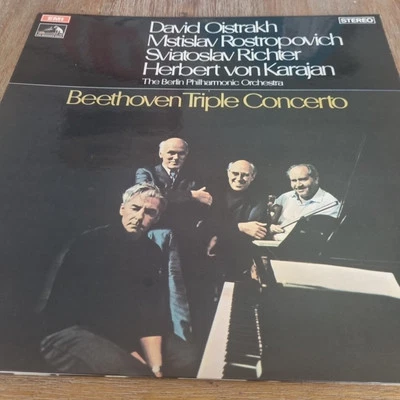 EMI
STEREO
David Oistrakh
Mstislav Rostropovich
Sviatoslav Richter
Herbert von Karajan
The Berlin Philharmonic Orchestra
Beethoven Triple Concerto